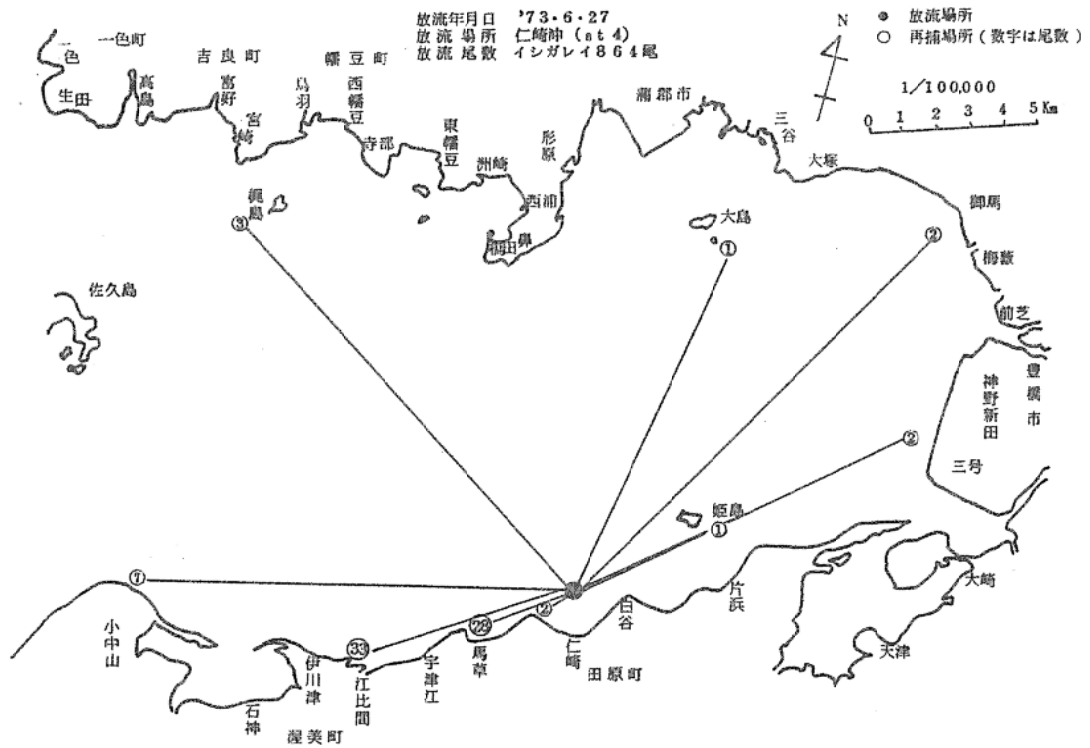 放流年月日 '73・6・27
放流場所 仁崎沖 (st 4)
放流尾数 イシガレイ864尾
N
放流場所
再捕場所 (数字は尾数)
1/100,000
0 1 2 3 4 5 Km
一色町
一色
生田
高島
吉良町
富好
宮崎
鳥羽
幡豆町
西幡豆
寺部
東幡豆
洲崎
西浦
形原
蒲郡市
三谷
大塚
御馬
梅藪
前芝
豊橋市
神野新田
三号
梶島
大島
佐久島
姫島
③
①
②
②
①
⑦
㉝
㉘
②
小中山
石神
伊川津
江比間
宇津江
馬草
仁崎
白谷
片浜
田原町
渥美町
大崎
天津